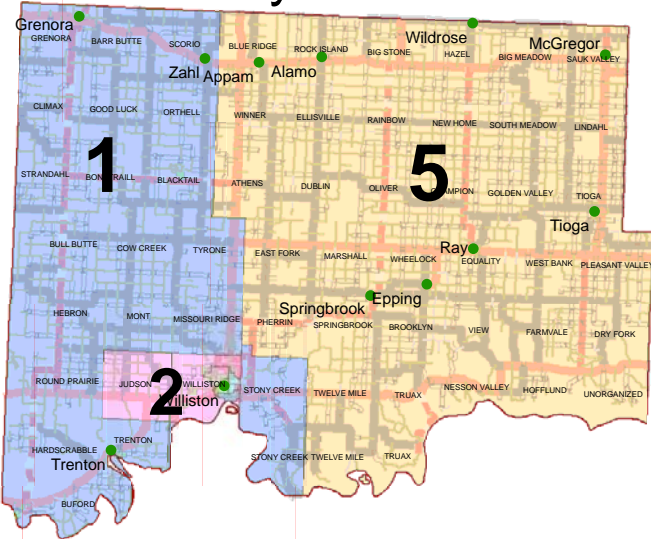 Grenora
GRENORA
BARR BUTTE
SCORIO
Zahl
BLUE RIDGE
Appam
ROCK ISLAND
Alamo
BIG STONE
Wildrose
HAZEL
BIG MEADOW
McGregor
SAUK VALLEY
CLIMAX
GOOD LUCK
ORTHELL
WINNER
ELLISVILLE
RAINBOW
NEW HOME
SOUTH MEADOW
LINDAHL
1
5
STRANDAHL
BLACKTAIL
ATHENS
DUBLIN
OLIVER
GOLDEN VALLEY
TIOGA
Tioga
BULL BUTTE
COW CREEK
TYRONE
EAST FORK
MARSHALL
WHEELOCK
Ray
EQUALITY
WEST BANK
PLEASANT VALLEY
HEBRON
MONT
MISSOURI RIDGE
PHERRIN
Springbrook
SPRINGBROOK
Epping
BROOKLYN
VIEW
FARMVALE
DRY FORK
ROUND PRAIRIE
JUDSON
2
WILLISTON
Williston
STONY CREEK
TWELVE MILE
TRUAX
NESSON VALLEY
HOFFLUND
UNORGANIZED
HARDSCRABBLE
TRENTON
Trenton
STONY CREEK
TWELVE MILE
TRUAX
BUFORD